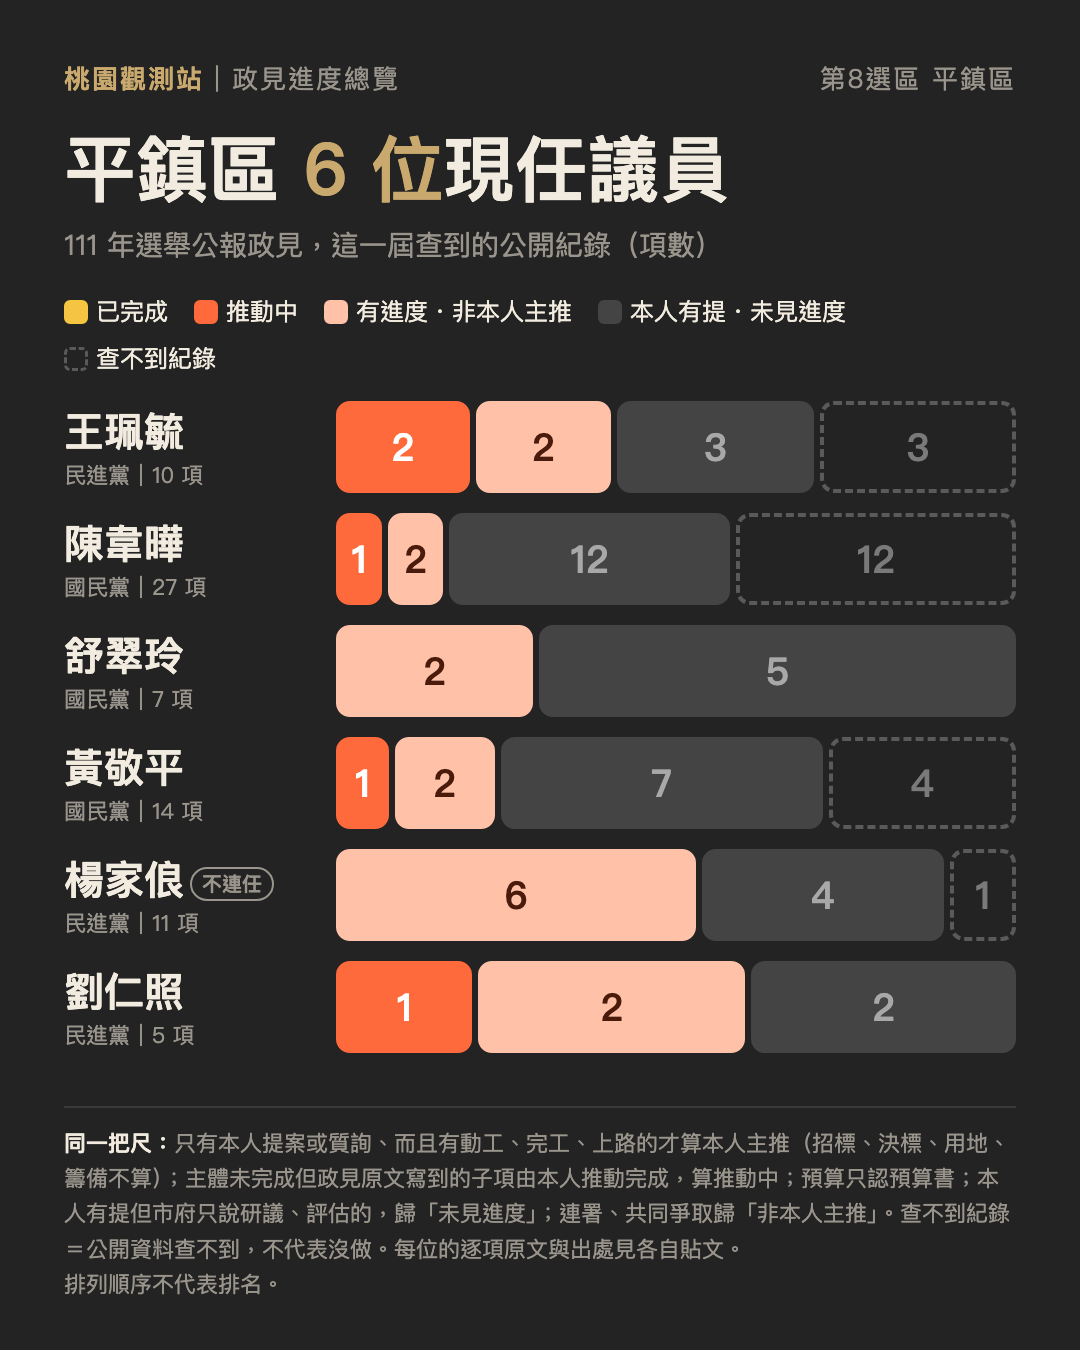 桃園觀測站｜政見進度總覽
第8選區 平鎮區
平鎮區 6 位現任議員
111 年選舉公報政見，這一屆查到的公開紀錄（項數）
已完成 推動中 有進度·非本人主推 本人有提·未見進度
查不到紀錄
王珮毓
民進黨｜10 項
2 2 3 3
陳韋曄
國民黨｜27 項
1 2 12 12
舒翠玲
國民黨｜7 項
2 5
黃敬平
國民黨｜14 項
1 2 7 4
楊家俍 不連任
民進黨｜11 項
6 4 1
劉仁照
民進黨｜5 項
1 2 2
同一把尺：只有本人提案或質詢、而且有動工、完工、上路的才算本人主推（招標、決標、用地、
籌備不算）；主體未完成但政見原文寫到的子項由本人推動完成，算推動中；預算只認預算書；本
人有提但市府只說研議、評估的，歸「未見進度」；連署、共同爭取歸「非本人主推」。查不到紀錄
＝公開資料查不到，不代表沒做。每位的逐項原文與出處見各自貼文。
排列順序不代表排名。